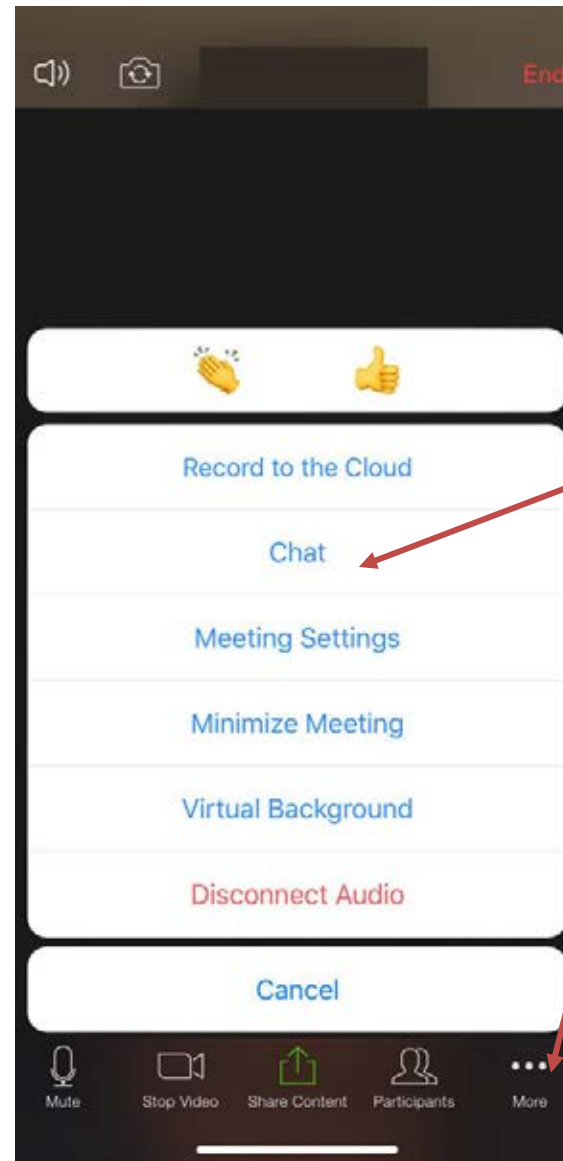 End
Record to the Cloud
Chat
Meeting Settings
Minimize Meeting
Virtual Background
Disconnect Audio
Cancel
Mute Stop Video Share Content Participants More